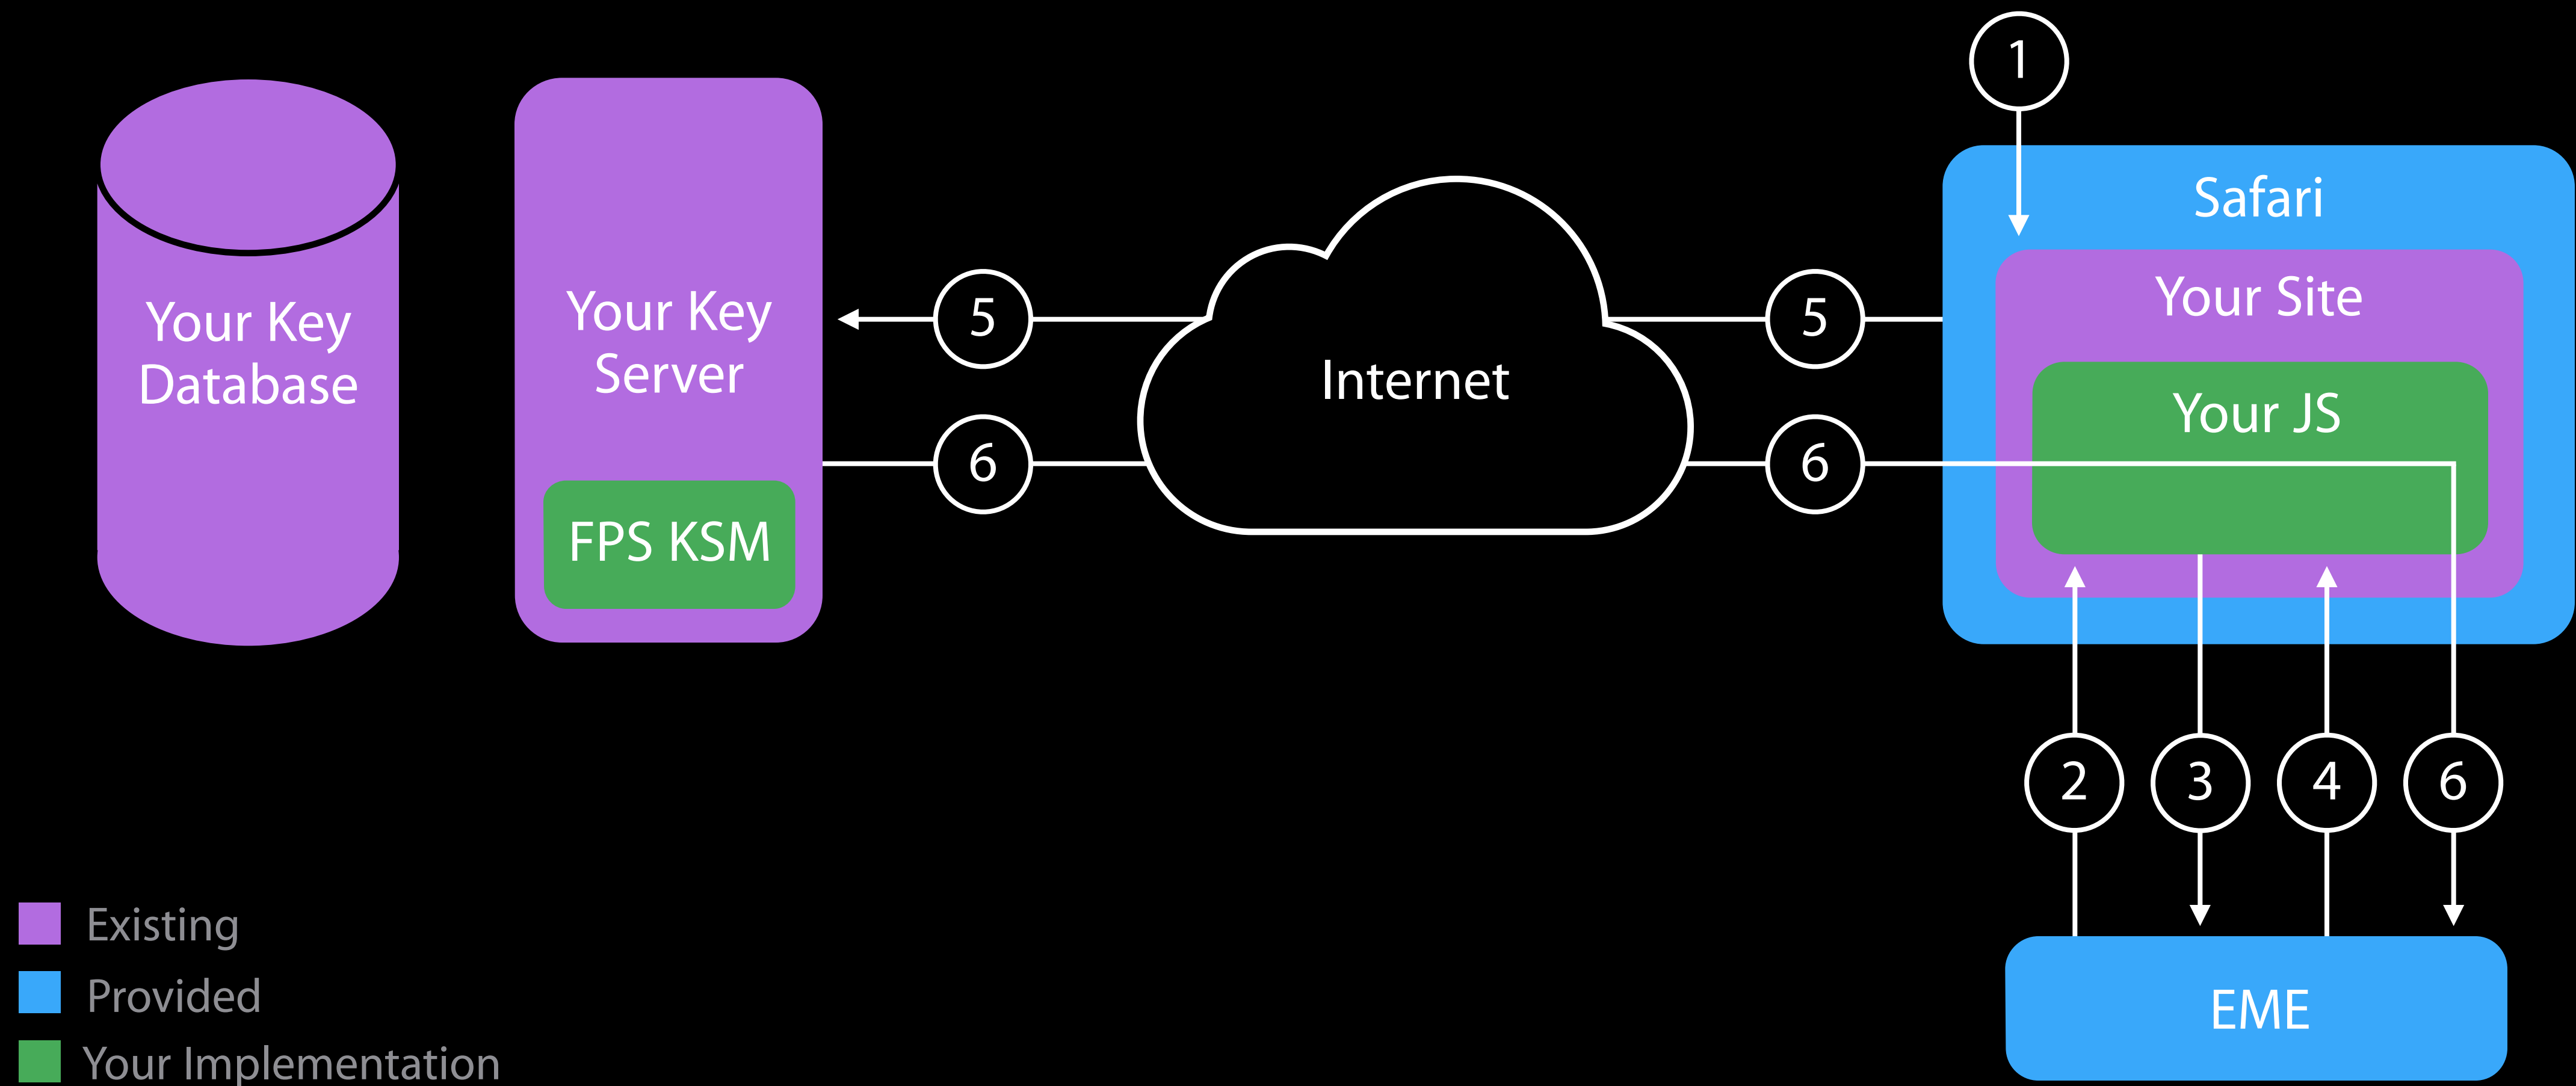 1
Safari
Your Site
Your JS
Your Key
Database
Your Key
Server
FPS KSM
5
6
Internet
5
6
2
3
4
6
EME
Existing
Provided
Your Implementation